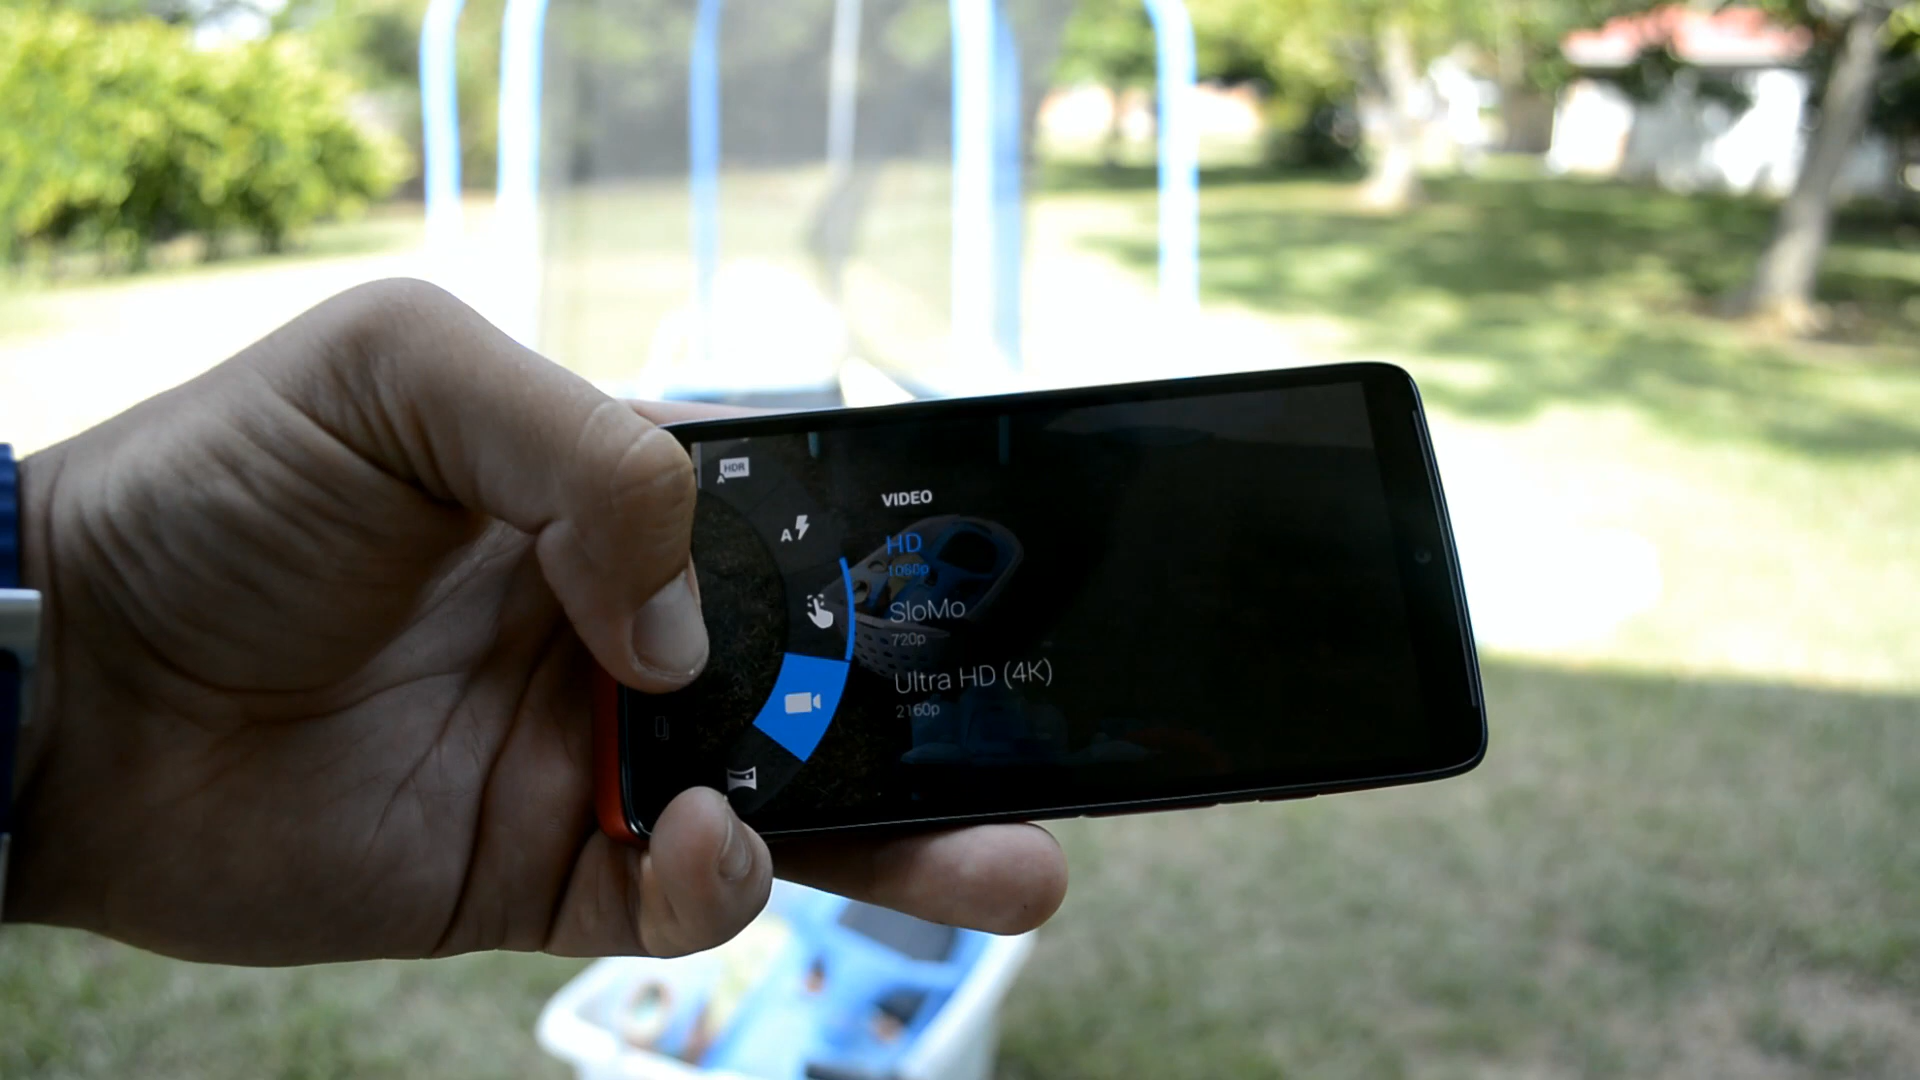 HDR
A
A
VIDEO
HD
1080p
SloMo
720p
Ultra HD (4K)
2160p